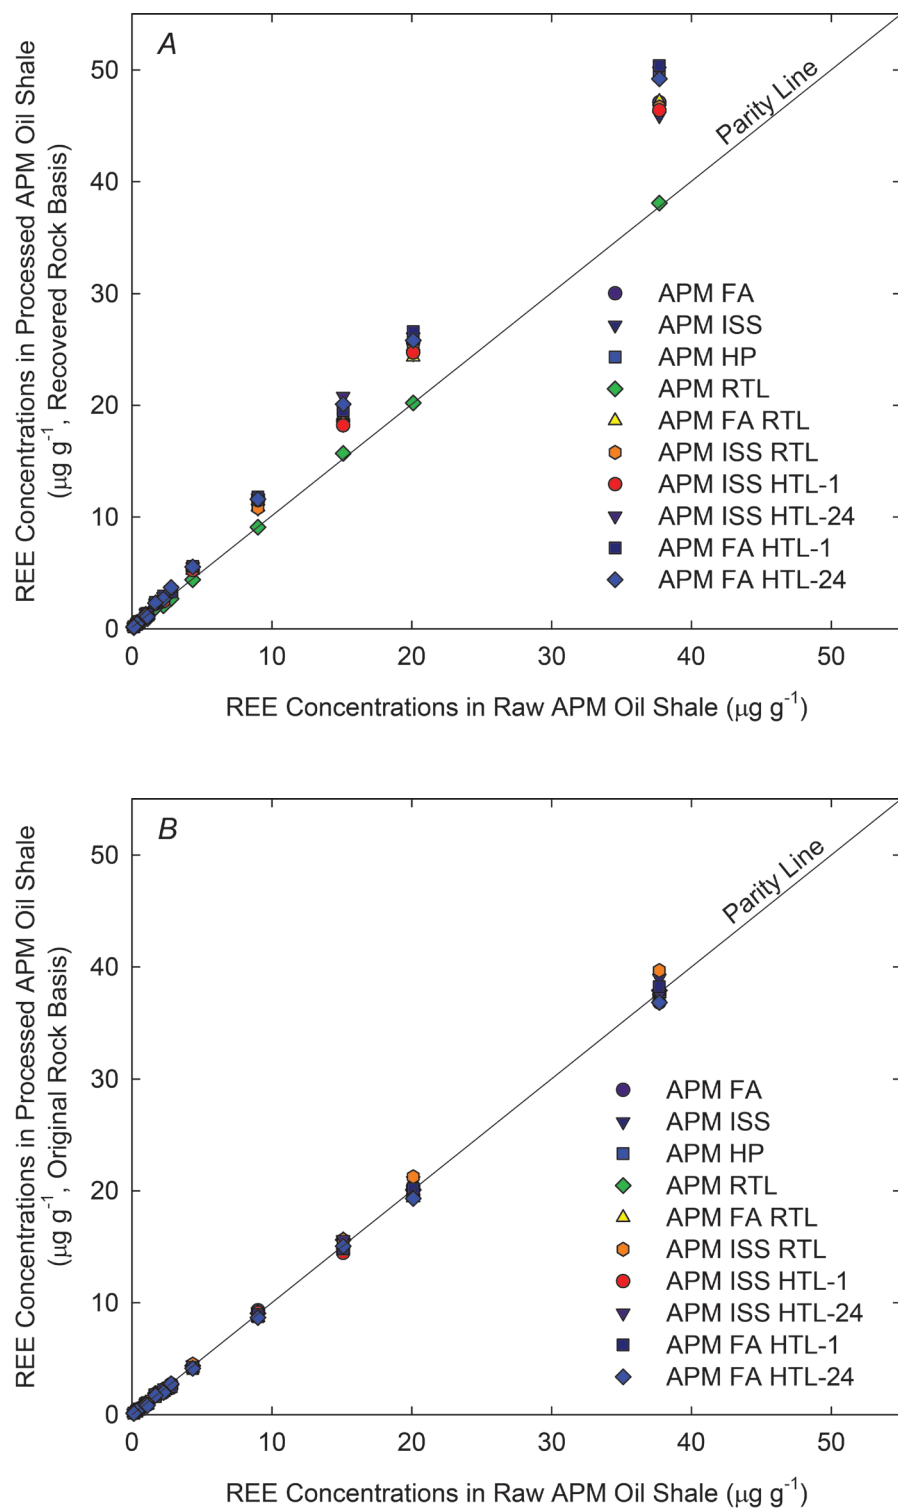 A
REE Concentrations in Processed APM Oil Shale
(μg g-1, Recovered Rock Basis)
50
40
30
20
10
0
Parity Line
APM FA
APM ISS
APM HP
APM RTL
APM FA RTL
APM ISS RTL
APM ISS HTL-1
APM ISS HTL-24
APM FA HTL-1
APM FA HTL-24
0 10 20 30 40 50
REE Concentrations in Raw APM Oil Shale (μg g-1)
B
REE Concentrations in Processed APM Oil Shale
(μg g-1, Original Rock Basis)
50
40
30
20
10
0
Parity Line
APM FA
APM ISS
APM HP
APM RTL
APM FA RTL
APM ISS RTL
APM ISS HTL-1
APM ISS HTL-24
APM FA HTL-1
APM FA HTL-24
0 10 20 30 40 50
REE Concentrations in Raw APM Oil Shale (μg g-1)